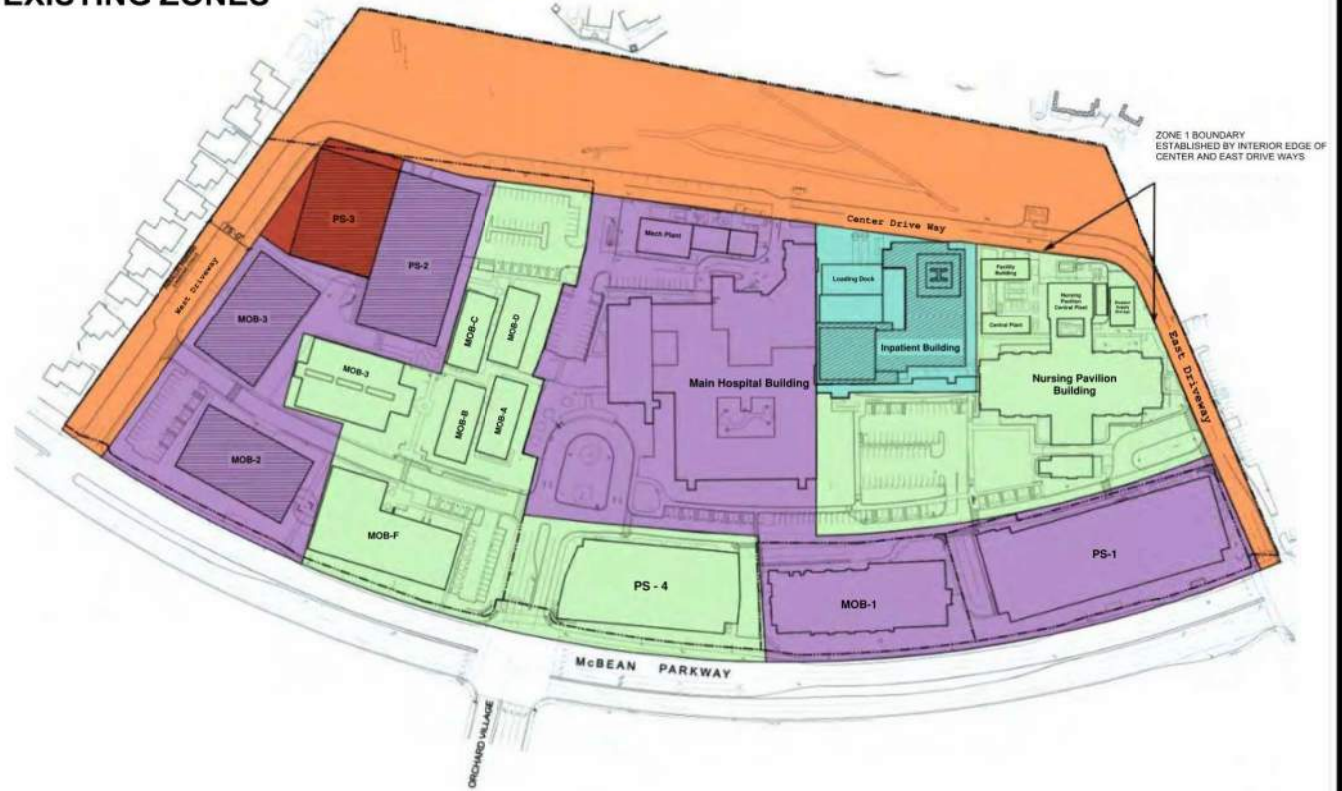 EXISTING ZONES
ZONE 1 BOUNDARY
ESTABLISHED BY INTERIOR EDGE OF
CENTER AND EAST DRIVE WAYS
Center Drive Way
PS-3
PS-2
Mech Plant
Loading Dock
Facility
Building
Nursing
Pavilion
Central Plant
Central Plant
West Driveway
MOB-3
MOB-C
MOB-D
Inpatient Building
East Driveway
MOB-3
Main Hospital Building
Nursing Pavilion
Building
MOB-B
MOB-A
MOB-2
MOB-F
PS - 4
MOB-1
PS-1
McBEAN PARKWAY
ORCHARD VILLAGE